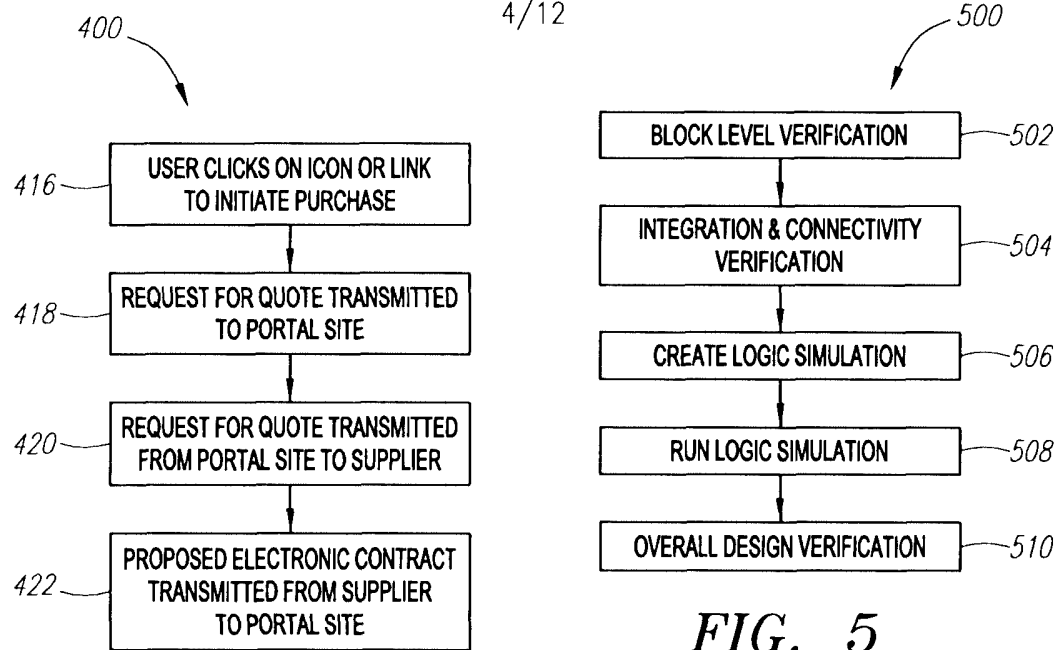 4/12
400
416
USER CLICKS ON ICON OR LINK
TO INITIATE PURCHASE
418
REQUEST FOR QUOTE TRANSMITTED
TO PORTAL SITE
420
REQUEST FOR QUOTE TRANSMITTED
FROM PORTAL SITE TO SUPPLIER
422
PROPOSED ELECTRONIC CONTRACT
TRANSMITTED FROM SUPPLIER
TO PORTAL SITE
500
BLOCK LEVEL VERIFICATION
502
INTEGRATION & CONNECTIVITY
VERIFICATION
504
CREATE LOGIC SIMULATION
506
RUN LOGIC SIMULATION
508
OVERALL DESIGN VERIFICATION
510
FIG. 5